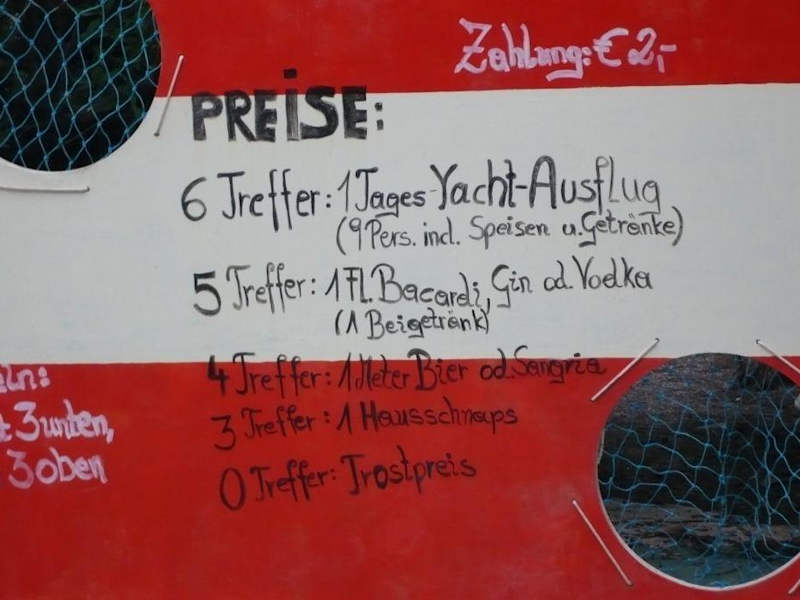 Zahlung: € 2,-
PREiSE:
6 Treffer: 1 Tages-Yacht-Ausflug
(9 Pers. incl. Speisen u. Getränke)
5 Treffer: 1 Fl. Bacardi, Gin od. Vodka
(1 Beigetränk)
4 Treffer: 1 Meter Bier od. Sangria
3 Treffer: 1 Hausschnaps
0 Treffer: Trostpreis
3 unten,
3 oben